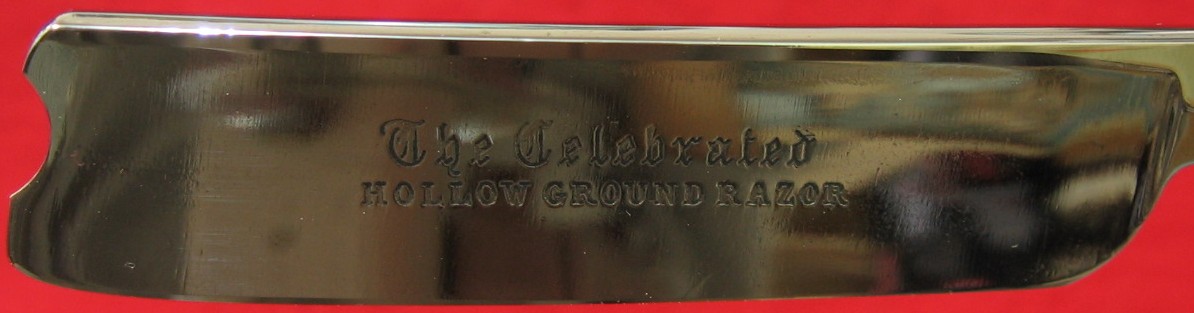 The Celebrated
HOLLOW GROUND RAZOR